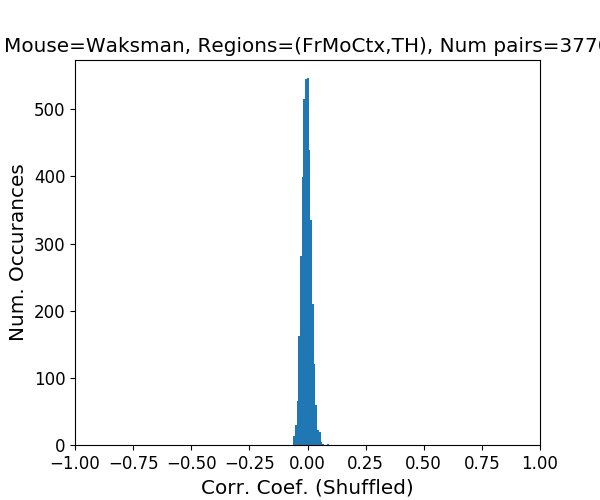 Mouse=Waksman, Regions=(FrMoCtx,TH), Num pairs=377
500
400
300
200
100
0
Num. Occurances
−1.00 −0.75 −0.50 −0.25 0.00 0.25 0.50 0.75 1.00
Corr. Coef. (Shuffled)